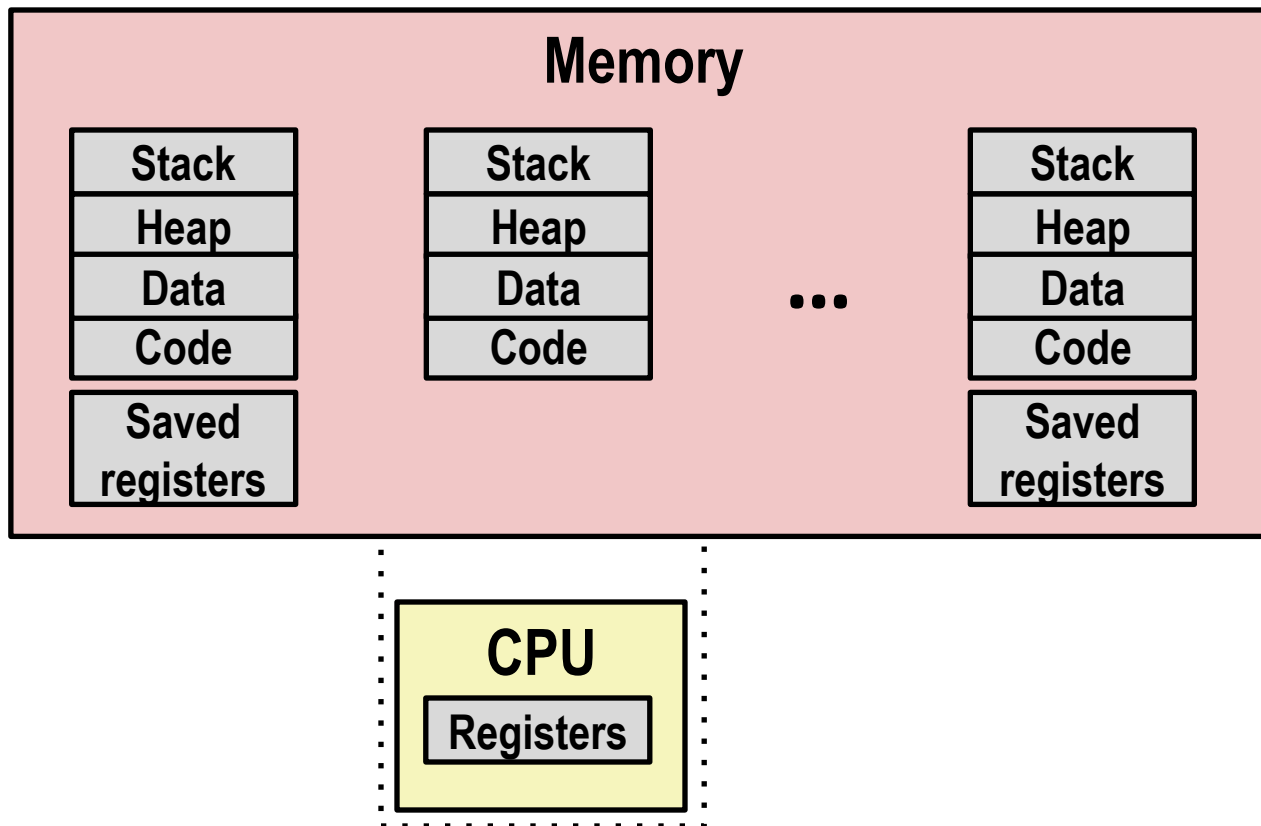 Memory
Stack
Heap
Data
Code
Saved
registers
Stack
Heap
Data
Code
...
Stack
Heap
Data
Code
Saved
registers
CPU
Registers